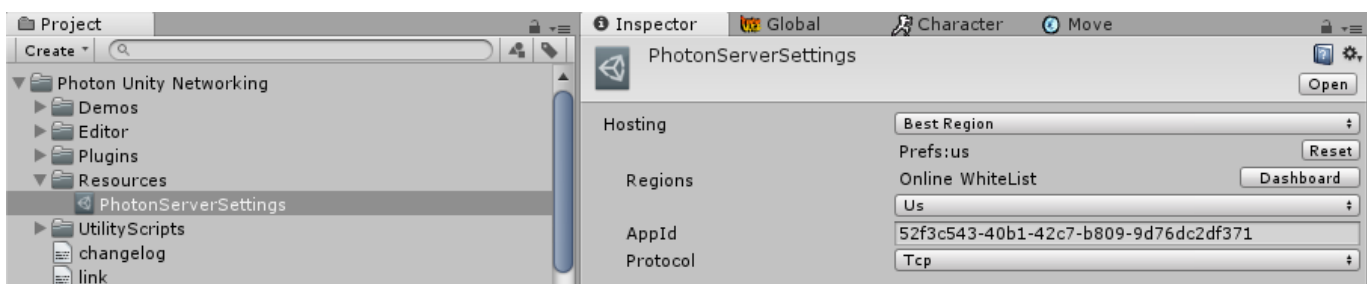 Project
Create
Photon Unity Networking
Demos
Editor
Plugins
Resources
PhotonServerSettings
UtilityScripts
changelog
link
Inspector Global Character Move
PhotonServerSettings
Open
Hosting Best Region
Prefs:us Reset
Regions Online WhiteList Dashboard
Us
AppId 52f3c543-40b1-42c7-b809-9d76dc2df371
Protocol Tcp